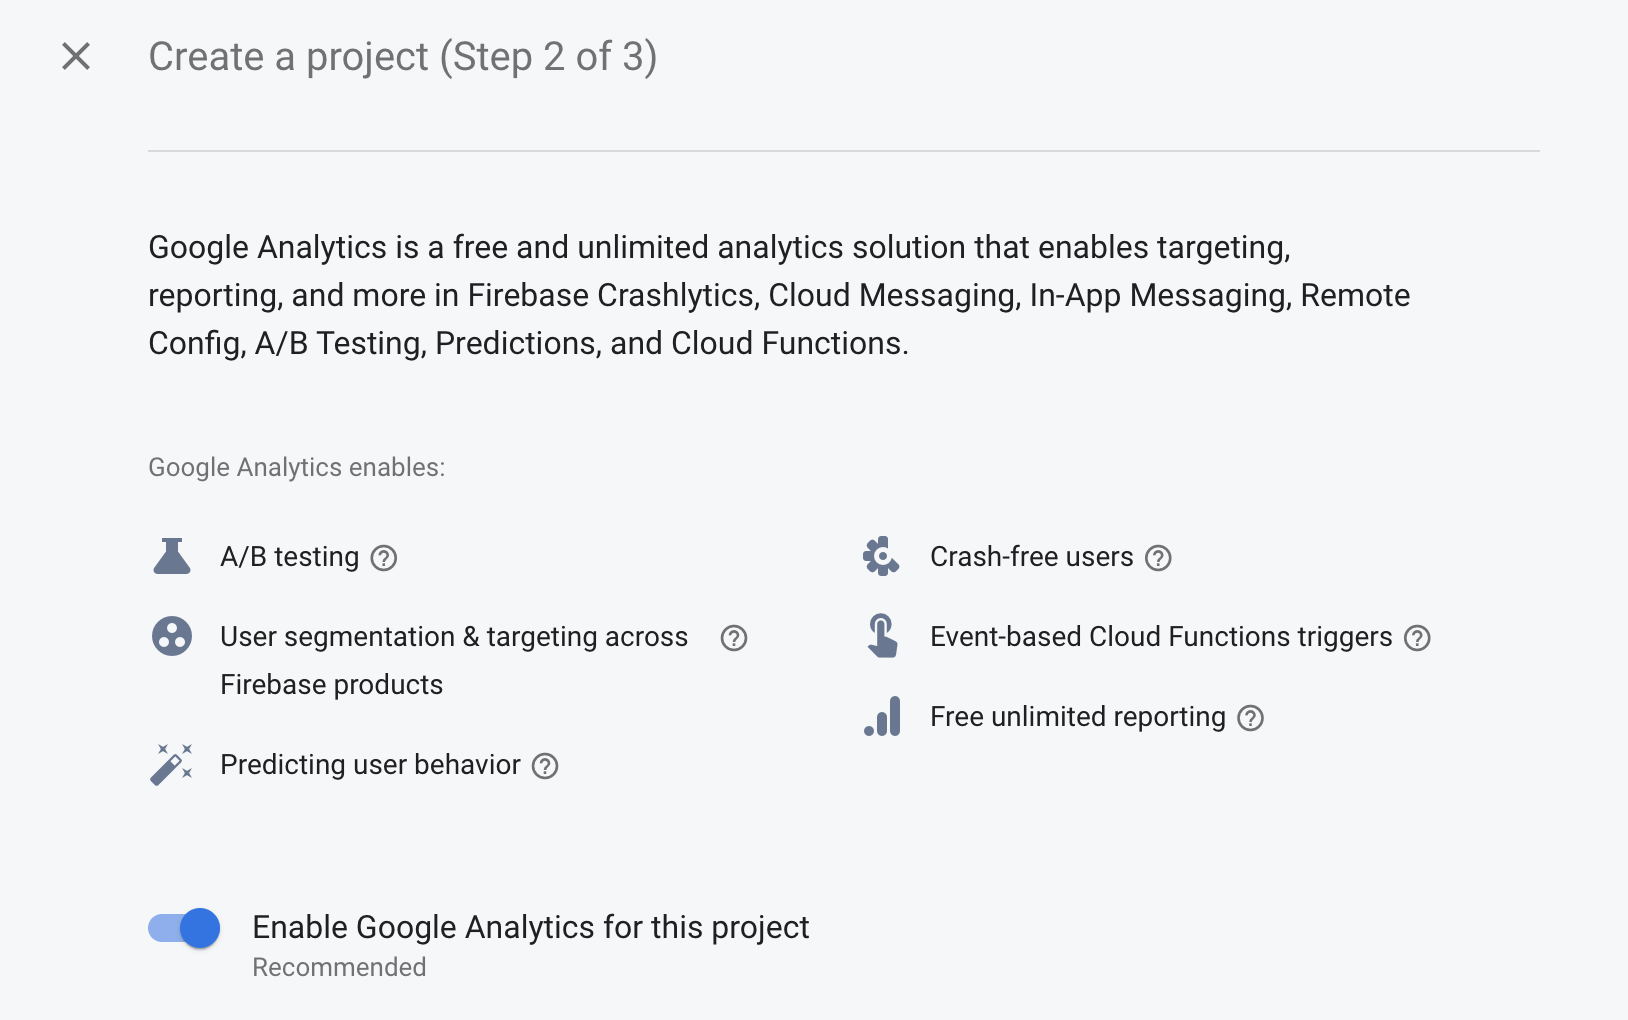 Create a project (Step 2 of 3)
Google Analytics is a free and unlimited analytics solution that enables targeting,
reporting, and more in Firebase Crashlytics, Cloud Messaging, In-App Messaging, Remote
Config, A/B Testing, Predictions, and Cloud Functions.
Google Analytics enables:
A/B testing
User segmentation & targeting across
Firebase products
Predicting user behavior
Crash-free users
Event-based Cloud Functions triggers
Free unlimited reporting
Enable Google Analytics for this project
Recommended